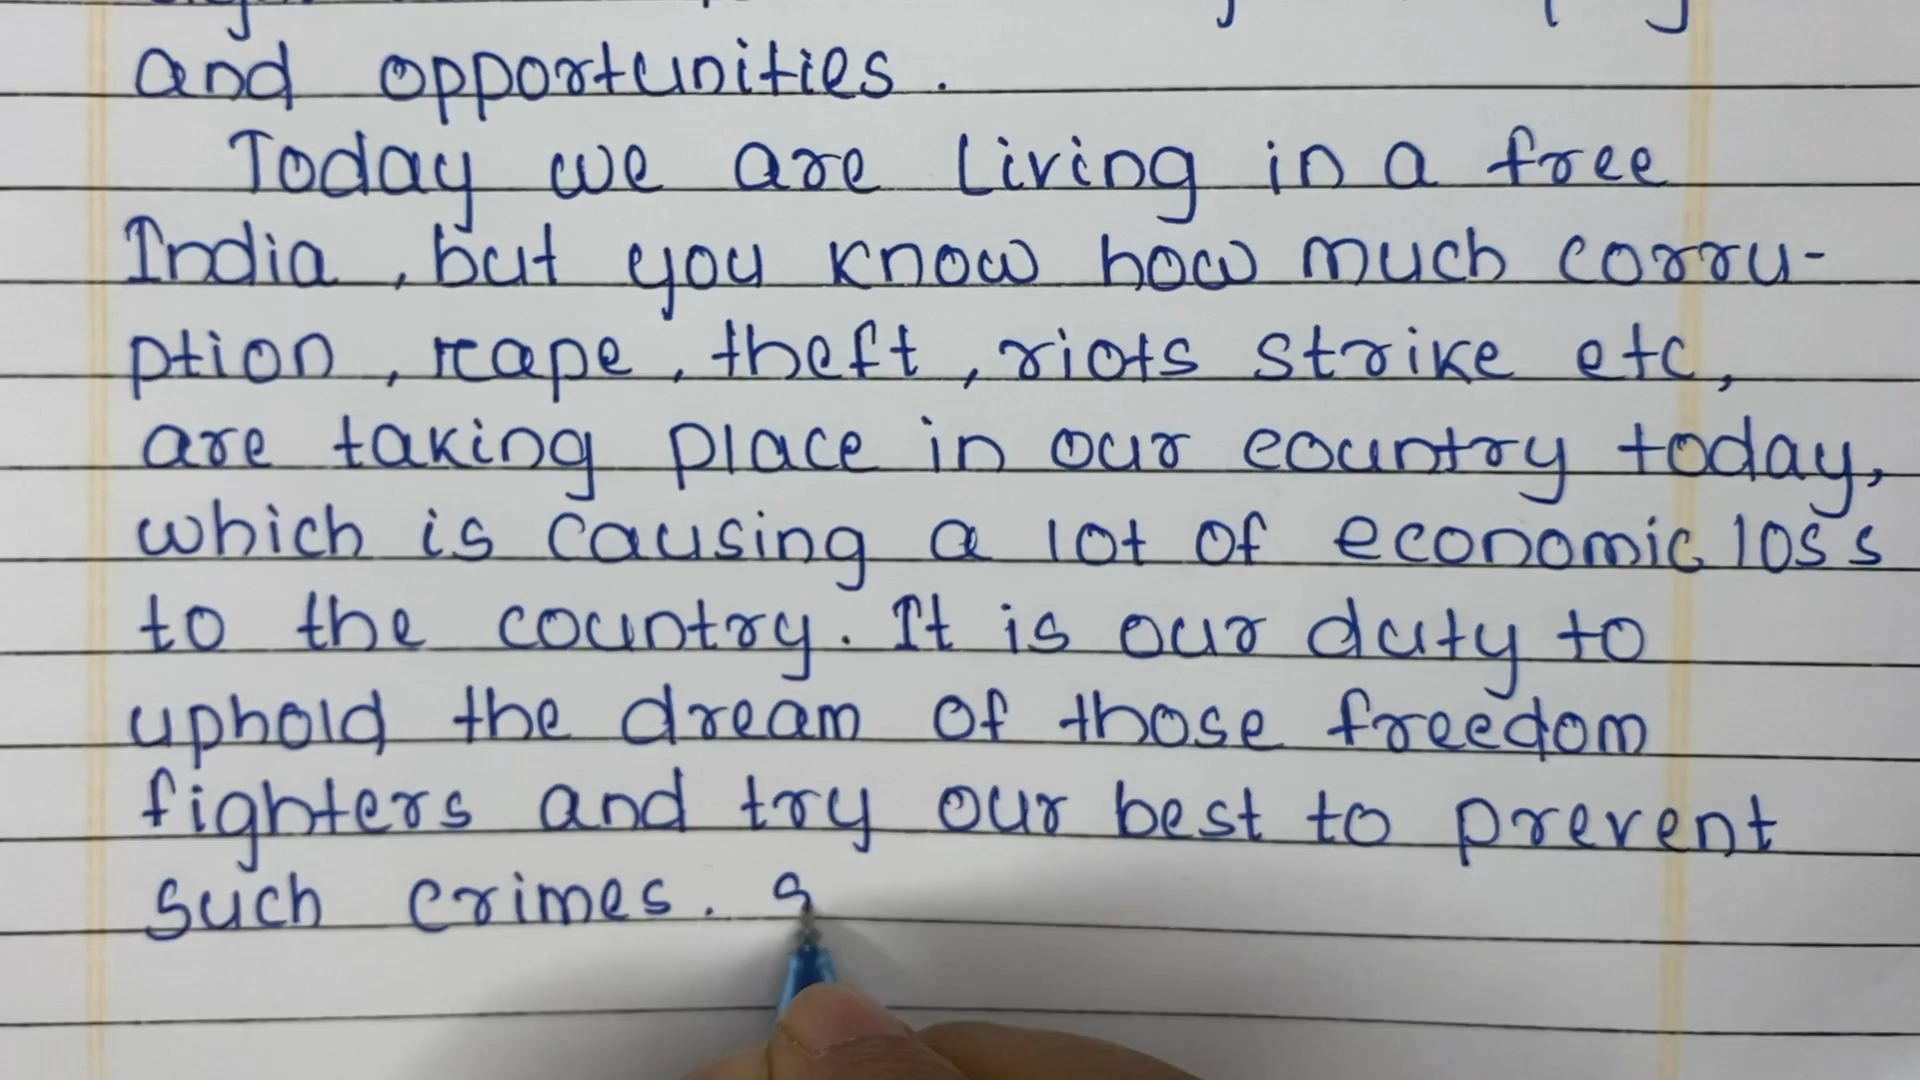 and opportunities.
Today we are living in a free
India, but you know how much corru-
ption, rape, theft, riots strike etc,
are taking place in our country today,
which is causing a lot of economic loss
to the country. It is our duty to
uphold the dream of those freedom
fighters and try our best to prevent
such crimes.